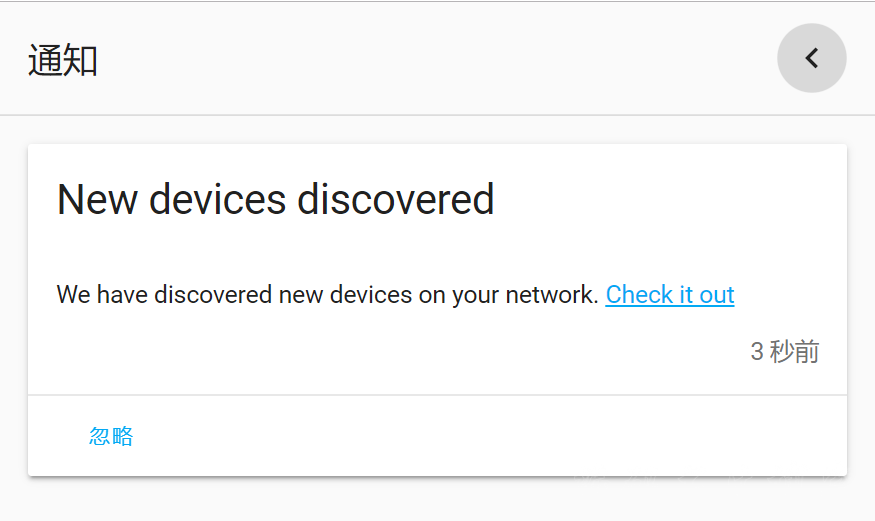 通知
New devices discovered
We have discovered new devices on your network. Check it out
3 秒前
忽略